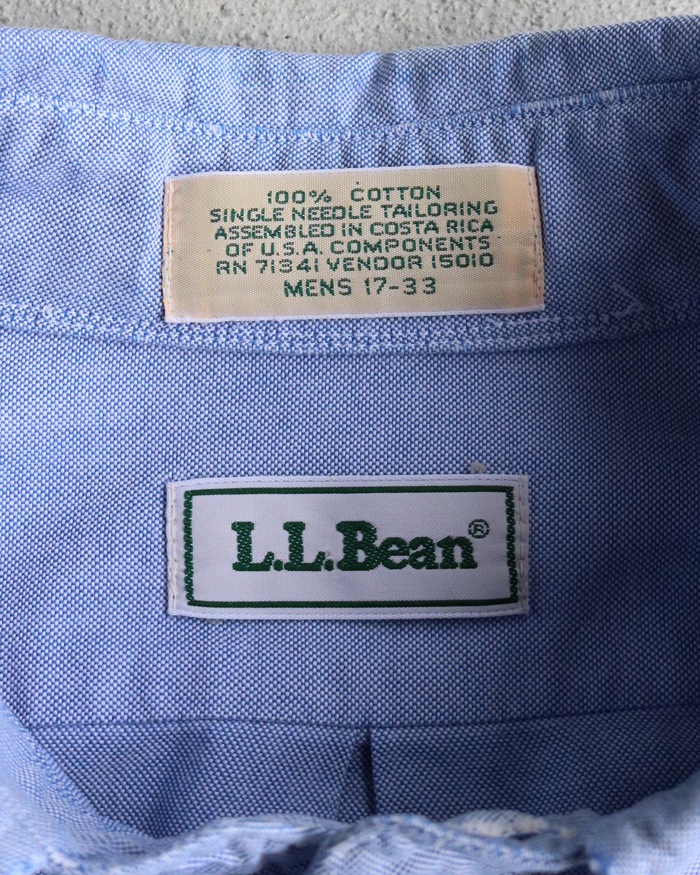 100% COTTON
SINGLE NEEDLE TAILORING
ASSEMBLED IN COSTA RICA
OF U.S.A. COMPONENTS
RN 71341 VENDOR 15010
MENS 17-33
L.L.Bean®